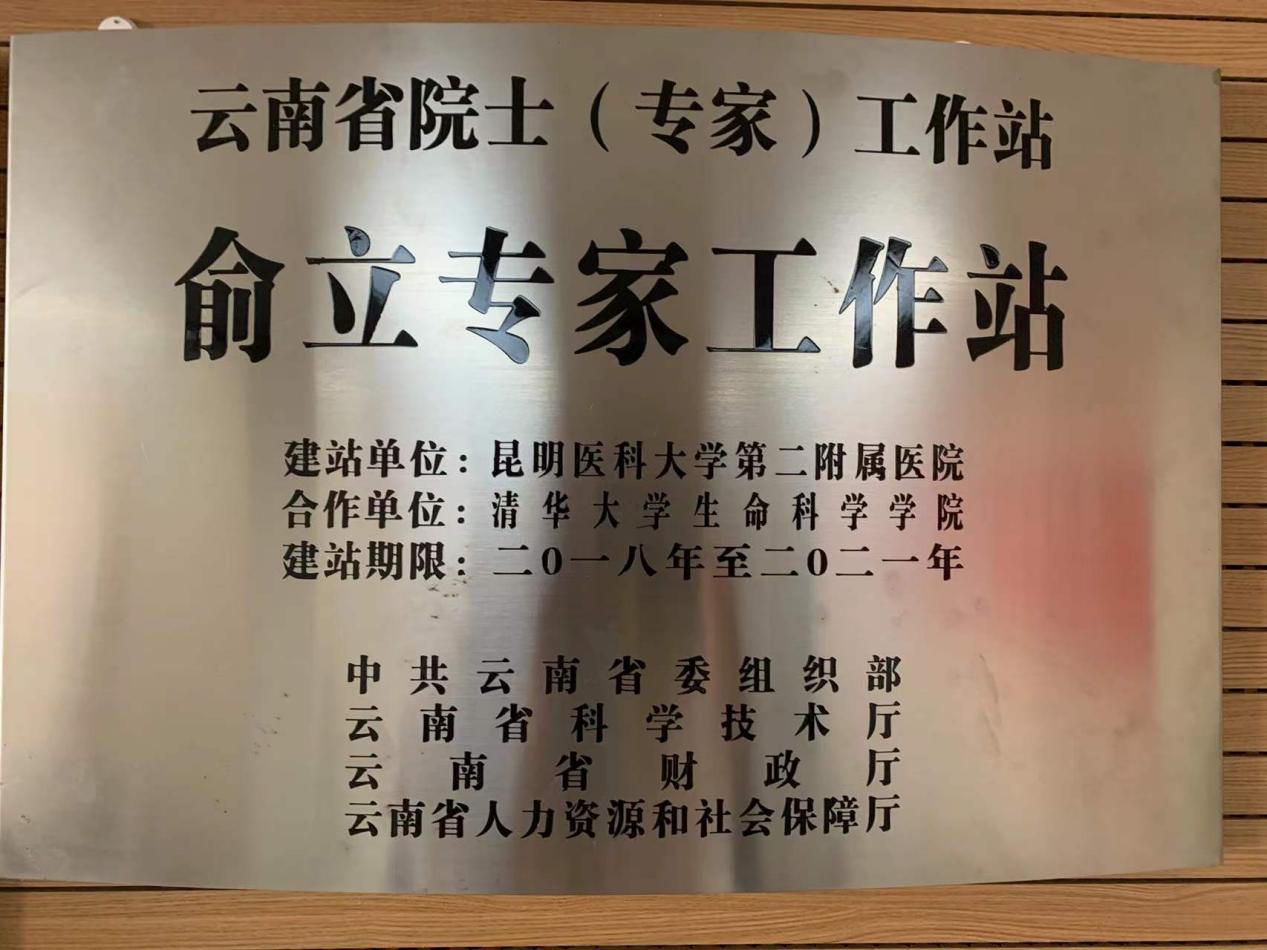 云南省院士（专家）工作站
俞立专家工作站
建站单位：昆明医科大学第二附属医院
合作单位：清华大学生命科学学院
建站期限：二〇一八年至二〇二一年
中共云南省委组织部
云南省科学技术厅
云南省财政厅
云南省人力资源和社会保障厅